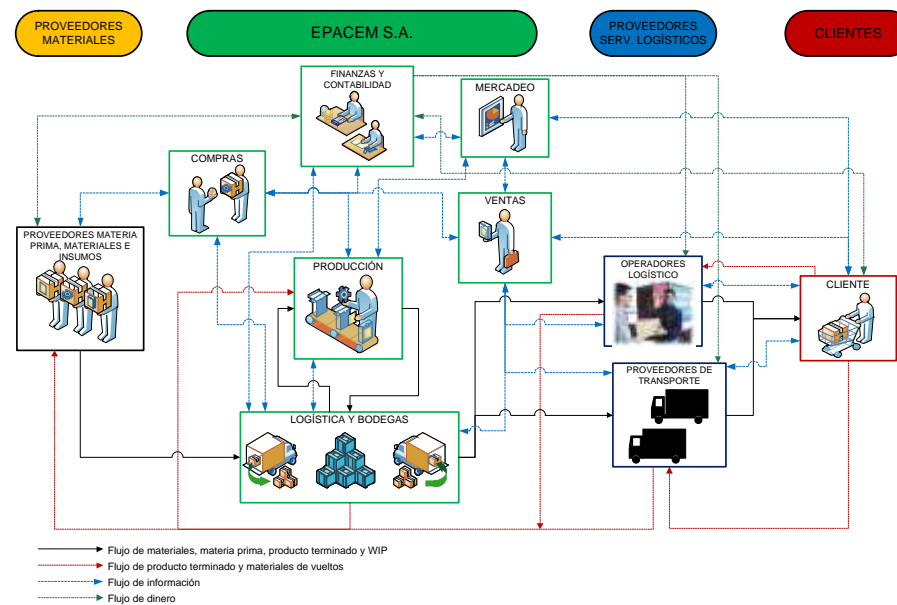 PROVEEDORES
MATERIALES
EPACEM S.A.
PROVEEDORES
SERV. LOGÍSTICOS
CLIENTES
FINANZAS Y
CONTABILIDAD
MERCADEO
COMPRAS
VENTAS
PROVEEDORES MATERIA
PRIMA, MATERIALES E
INSUMOS
PRODUCCIÓN
OPERADORES
LOGÍSTICO
CLIENTE
PROVEEDORES DE
TRANSPORTE
LOGÍSTICA Y BODEGAS
Flujo de materiales, materia prima, producto terminado y WIP
Flujo de producto terminado y materiales de vueltos
Flujo de información
Flujo de dinero